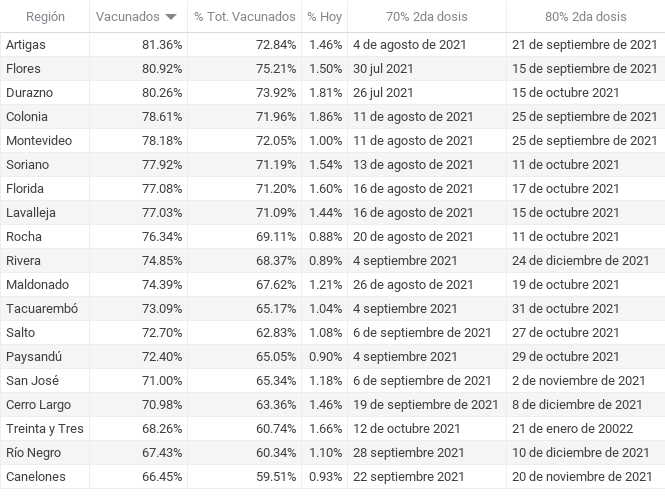 Región Vacunados % Tot. Vacunados % Hoy 70% 2da dosis 80% 2da dosis
Artigas 81.36% 72.84% 1.46% 4 de agosto de 2021 21 de septiembre de 2021
Flores 80.92% 75.21% 1.50% 30 jul 2021 15 de septiembre de 2021
Durazno 80.26% 73.92% 1.81% 26 jul 2021 15 de octubre 2021
Colonia 78.61% 71.96% 1.86% 11 de agosto de 2021 25 de septiembre de 2021
Montevideo 78.18% 72.05% 1.00% 11 de agosto de 2021 25 de septiembre de 2021
Soriano 77.92% 71.19% 1.54% 13 de agosto de 2021 11 de octubre 2021
Florida 77.08% 71.20% 1.60% 16 de agosto de 2021 17 de octubre 2021
Lavalleja 77.03% 71.09% 1.44% 16 de agosto de 2021 15 de octubre 2021
Rocha 76.34% 69.11% 0.88% 20 de agosto de 2021 11 de octubre 2021
Rivera 74.85% 68.37% 0.89% 4 septiembre 2021 24 de diciembre de 2021
Maldonado 74.39% 67.62% 1.21% 26 de agosto de 2021 19 de octubre 2021
Tacuarembó 73.09% 65.17% 1.04% 4 septiembre 2021 31 de octubre 2021
Salto 72.70% 62.83% 1.08% 6 de septiembre de 2021 27 de octubre 2021
Paysandú 72.40% 65.05% 0.90% 4 septiembre 2021 29 de octubre 2021
San José 71.00% 65.34% 1.18% 6 de septiembre de 2021 2 de noviembre de 2021
Cerro Largo 70.98% 63.36% 1.46% 19 de septiembre de 2021 8 de diciembre de 2021
Treinta y Tres 68.26% 60.74% 1.66% 12 de octubre 2021 21 de enero de 20022
Río Negro 67.43% 60.34% 1.10% 28 septiembre 2021 10 de diciembre de 2021
Canelones 66.45% 59.51% 0.93% 22 septiembre 2021 20 de noviembre de 2021